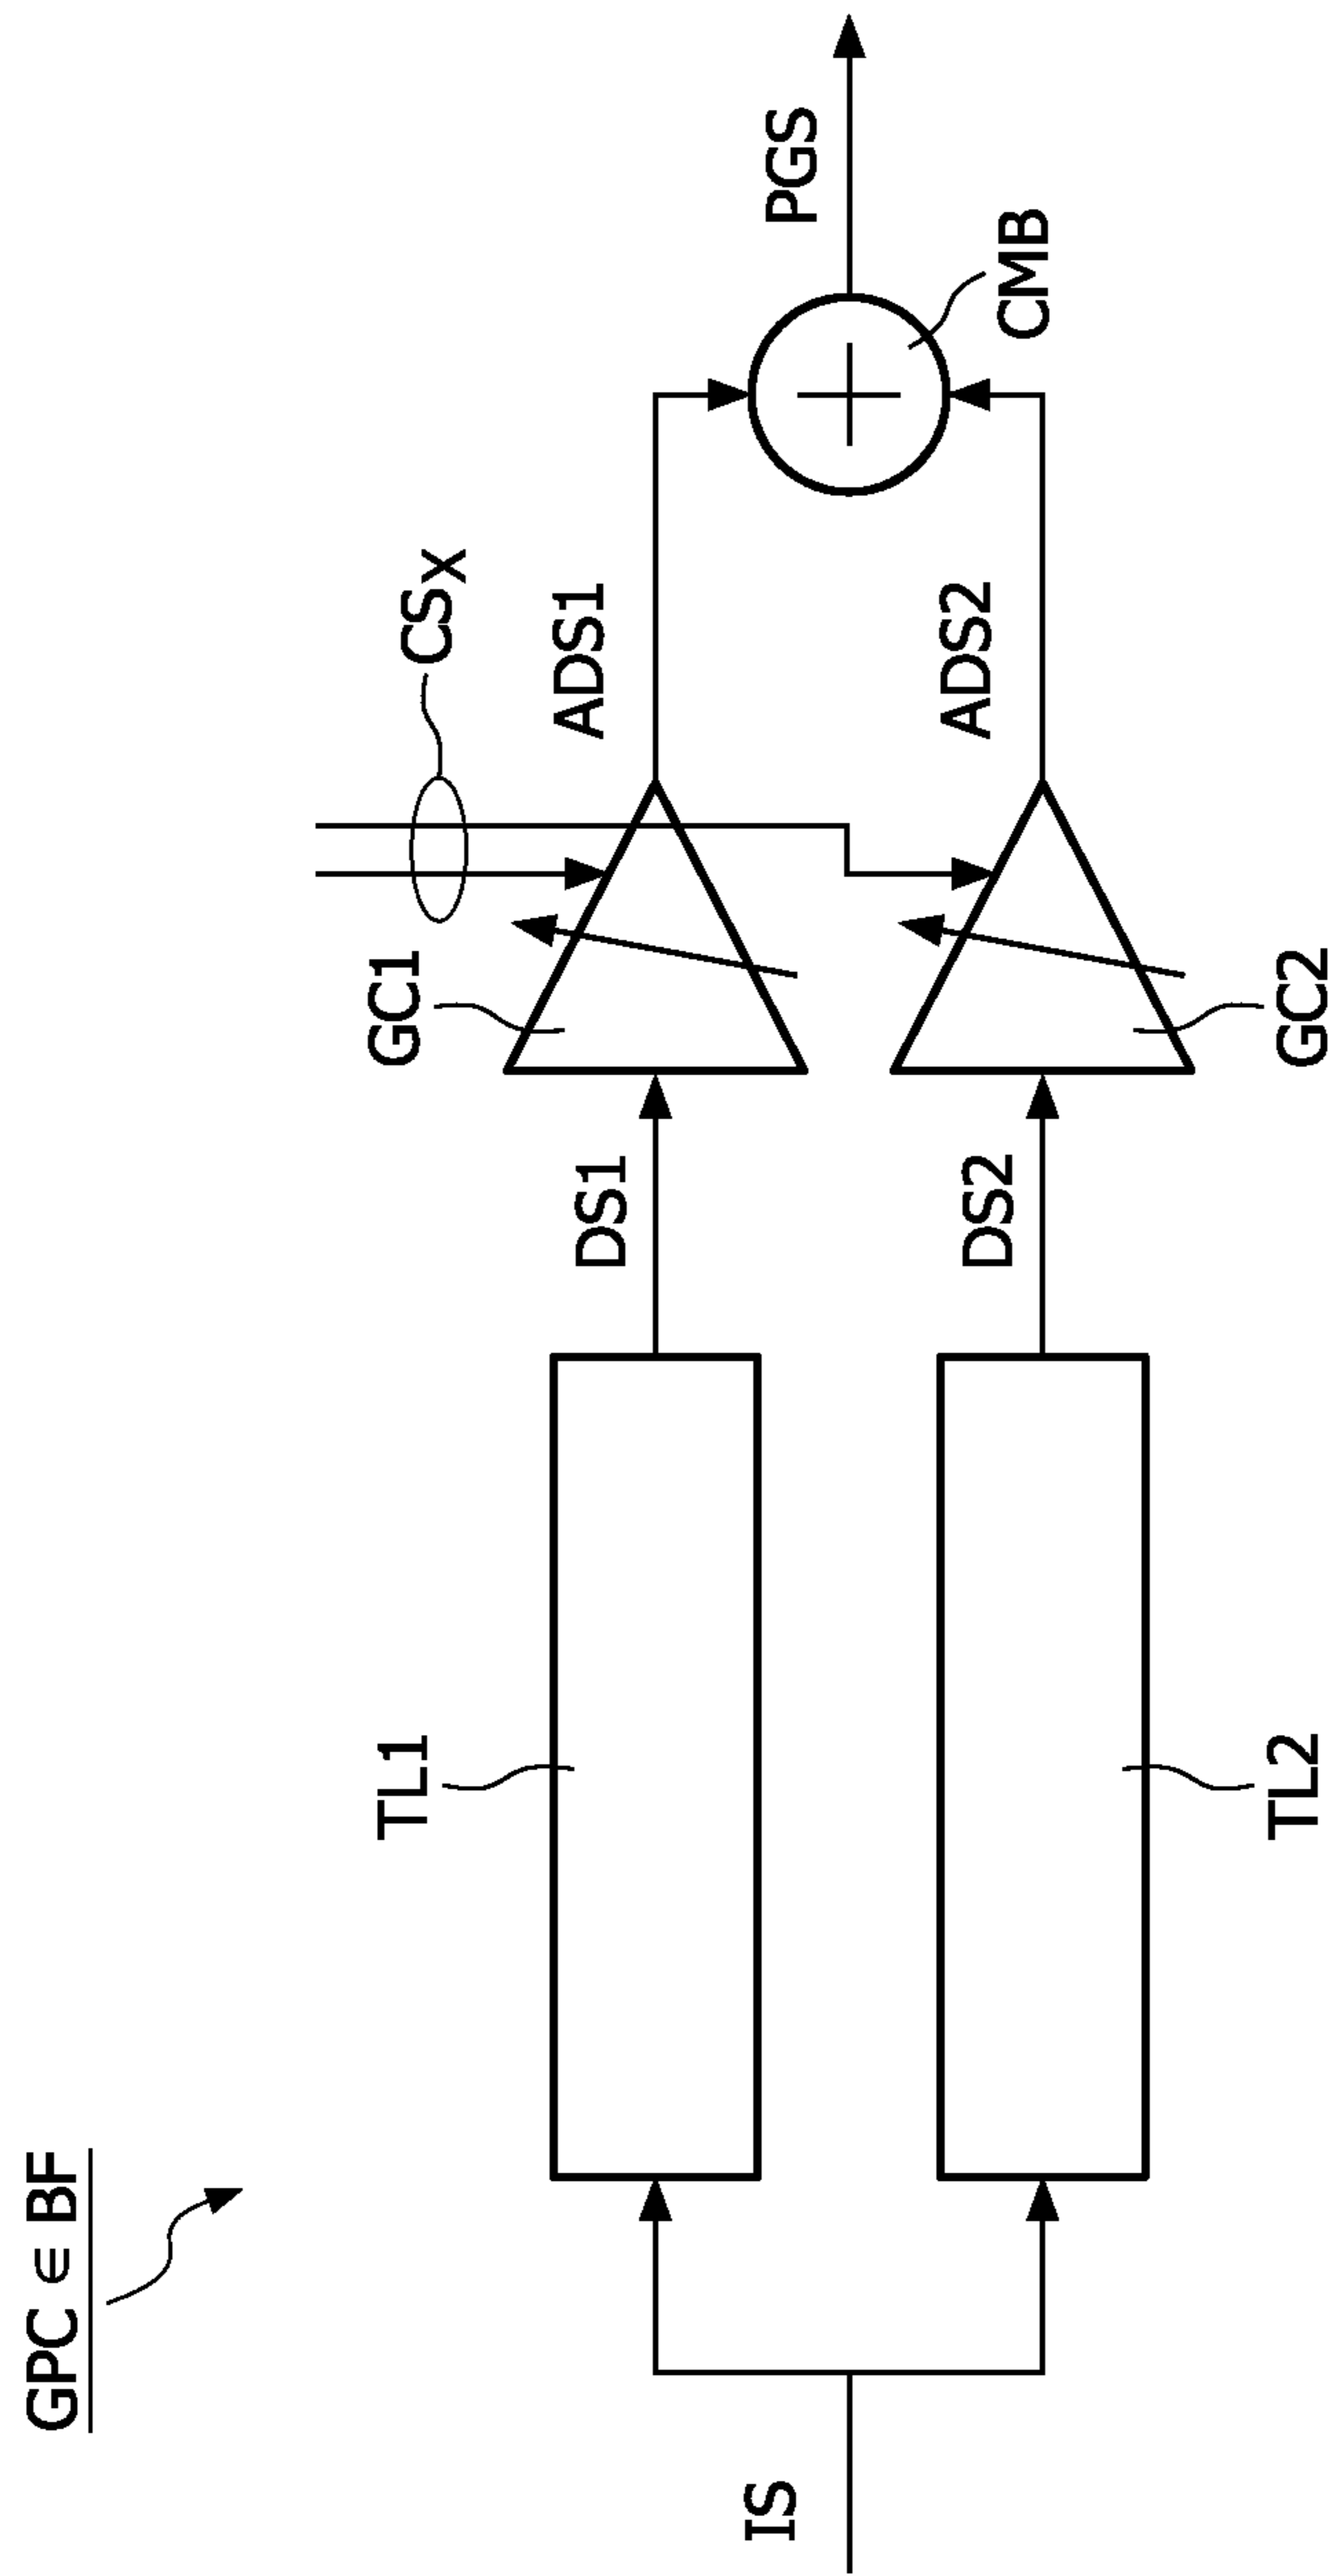 GPC ∈ BF
CSx
GC1
TL1
DS1
ADS1
IS
PGS
CMB
DS2
ADS2
TL2
GC2